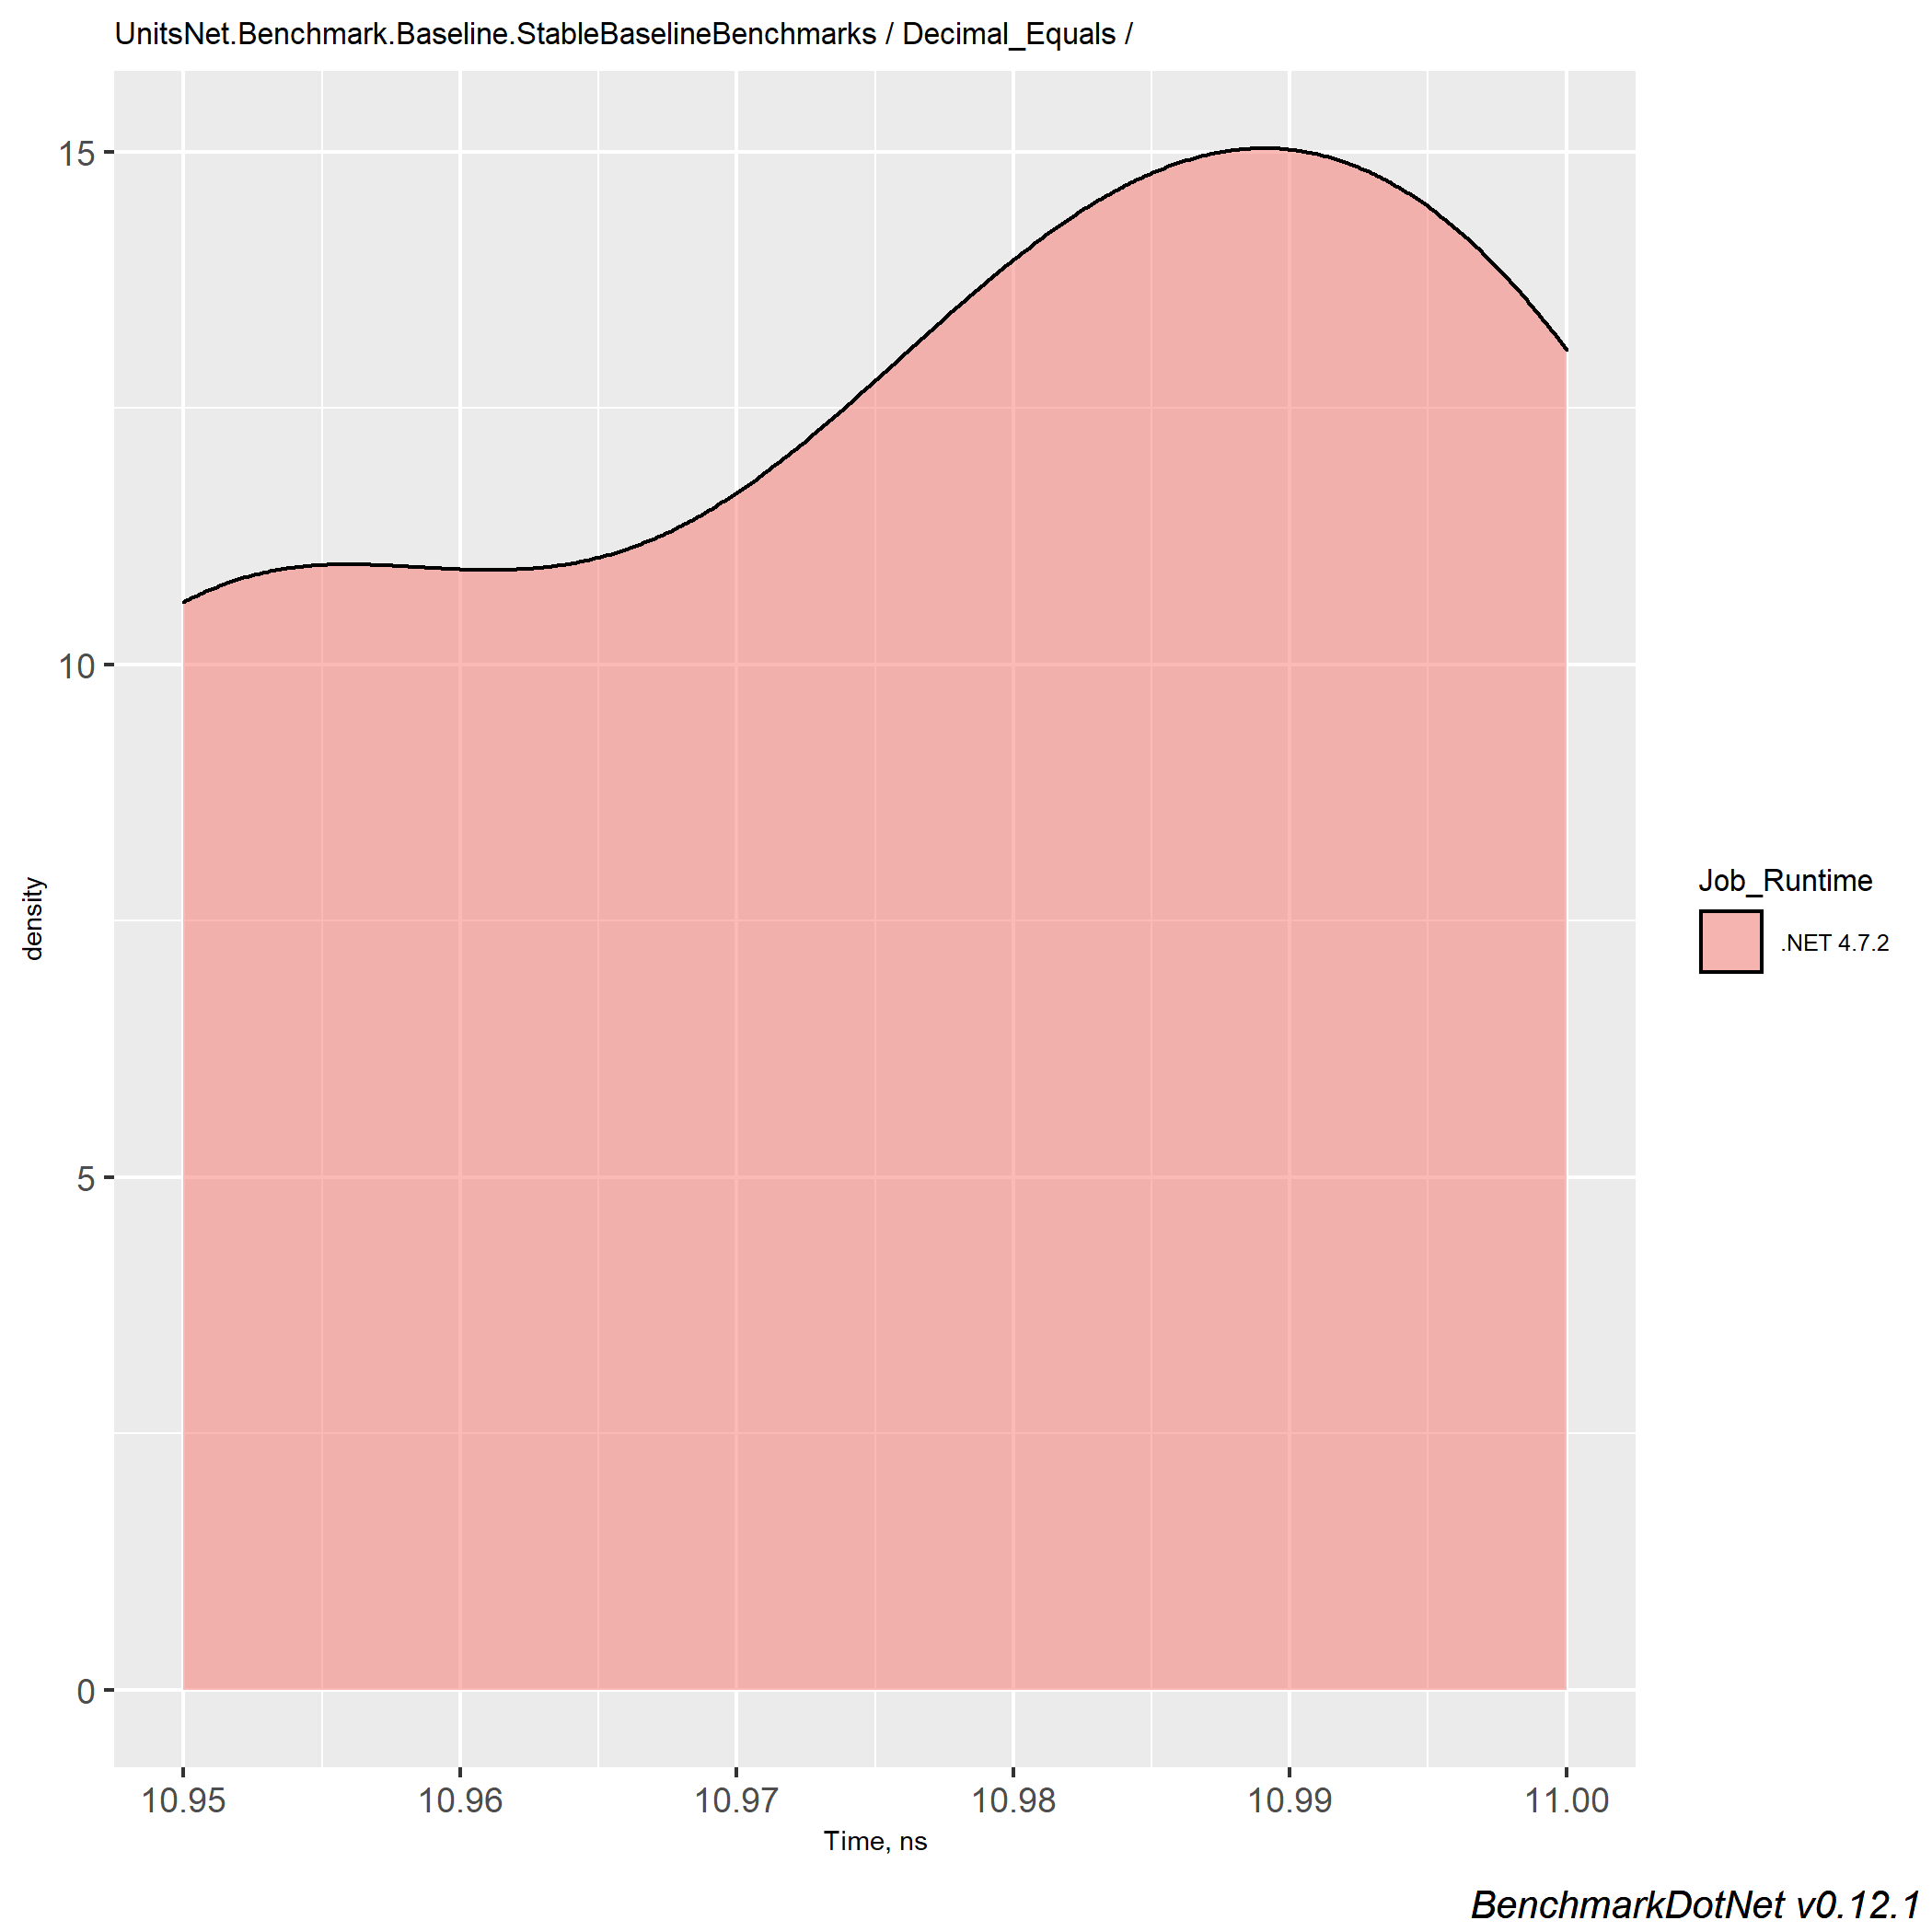 UnitsNet.Benchmark.Baseline.StableBaselineBenchmarks / Decimal_Equals /
15
10
5
0
density
10.95 10.96 10.97 10.98 10.99 11.00
Time, ns
Job_Runtime
.NET 4.7.2
BenchmarkDotNet v0.12.1